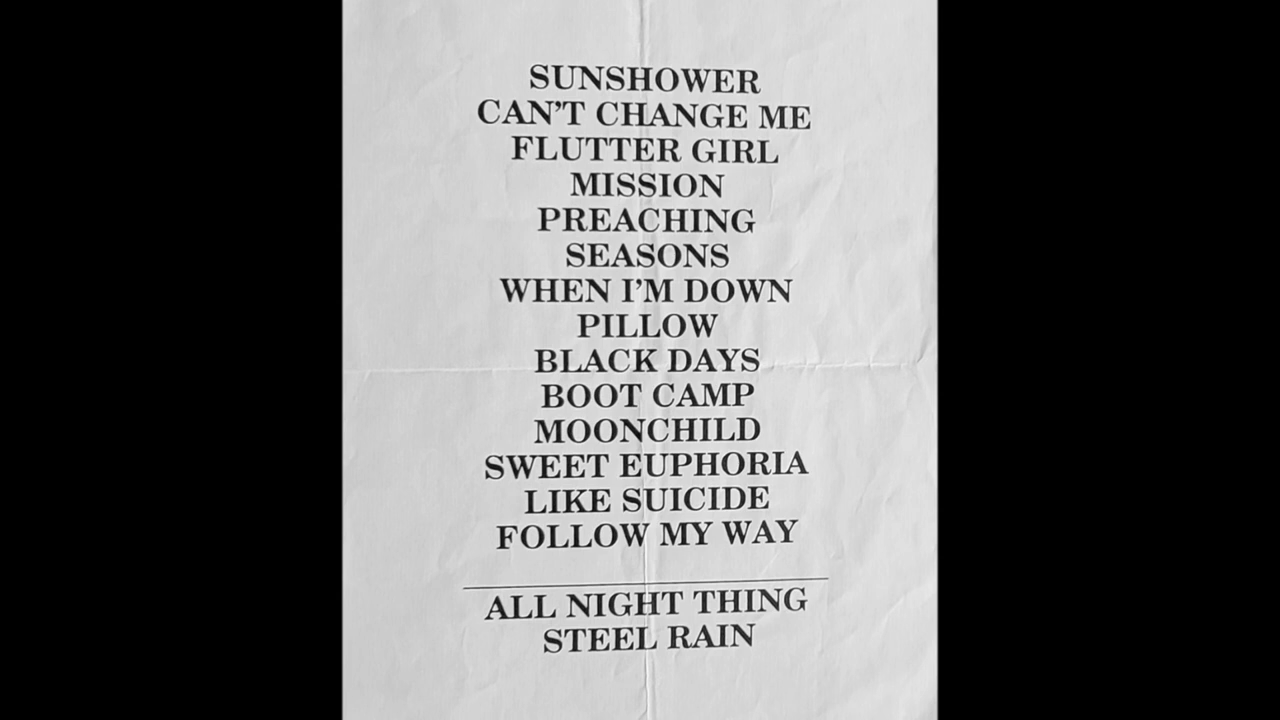 SUNSHOWER
CAN’T CHANGE ME
FLUTTER GIRL
MISSION
PREACHING
SEASONS
WHEN I’M DOWN
PILLOW
BLACK DAYS
BOOT CAMP
MOONCHILD
SWEET EUPHORIA
LIKE SUICIDE
FOLLOW MY WAY
ALL NIGHT THING
STEEL RAIN